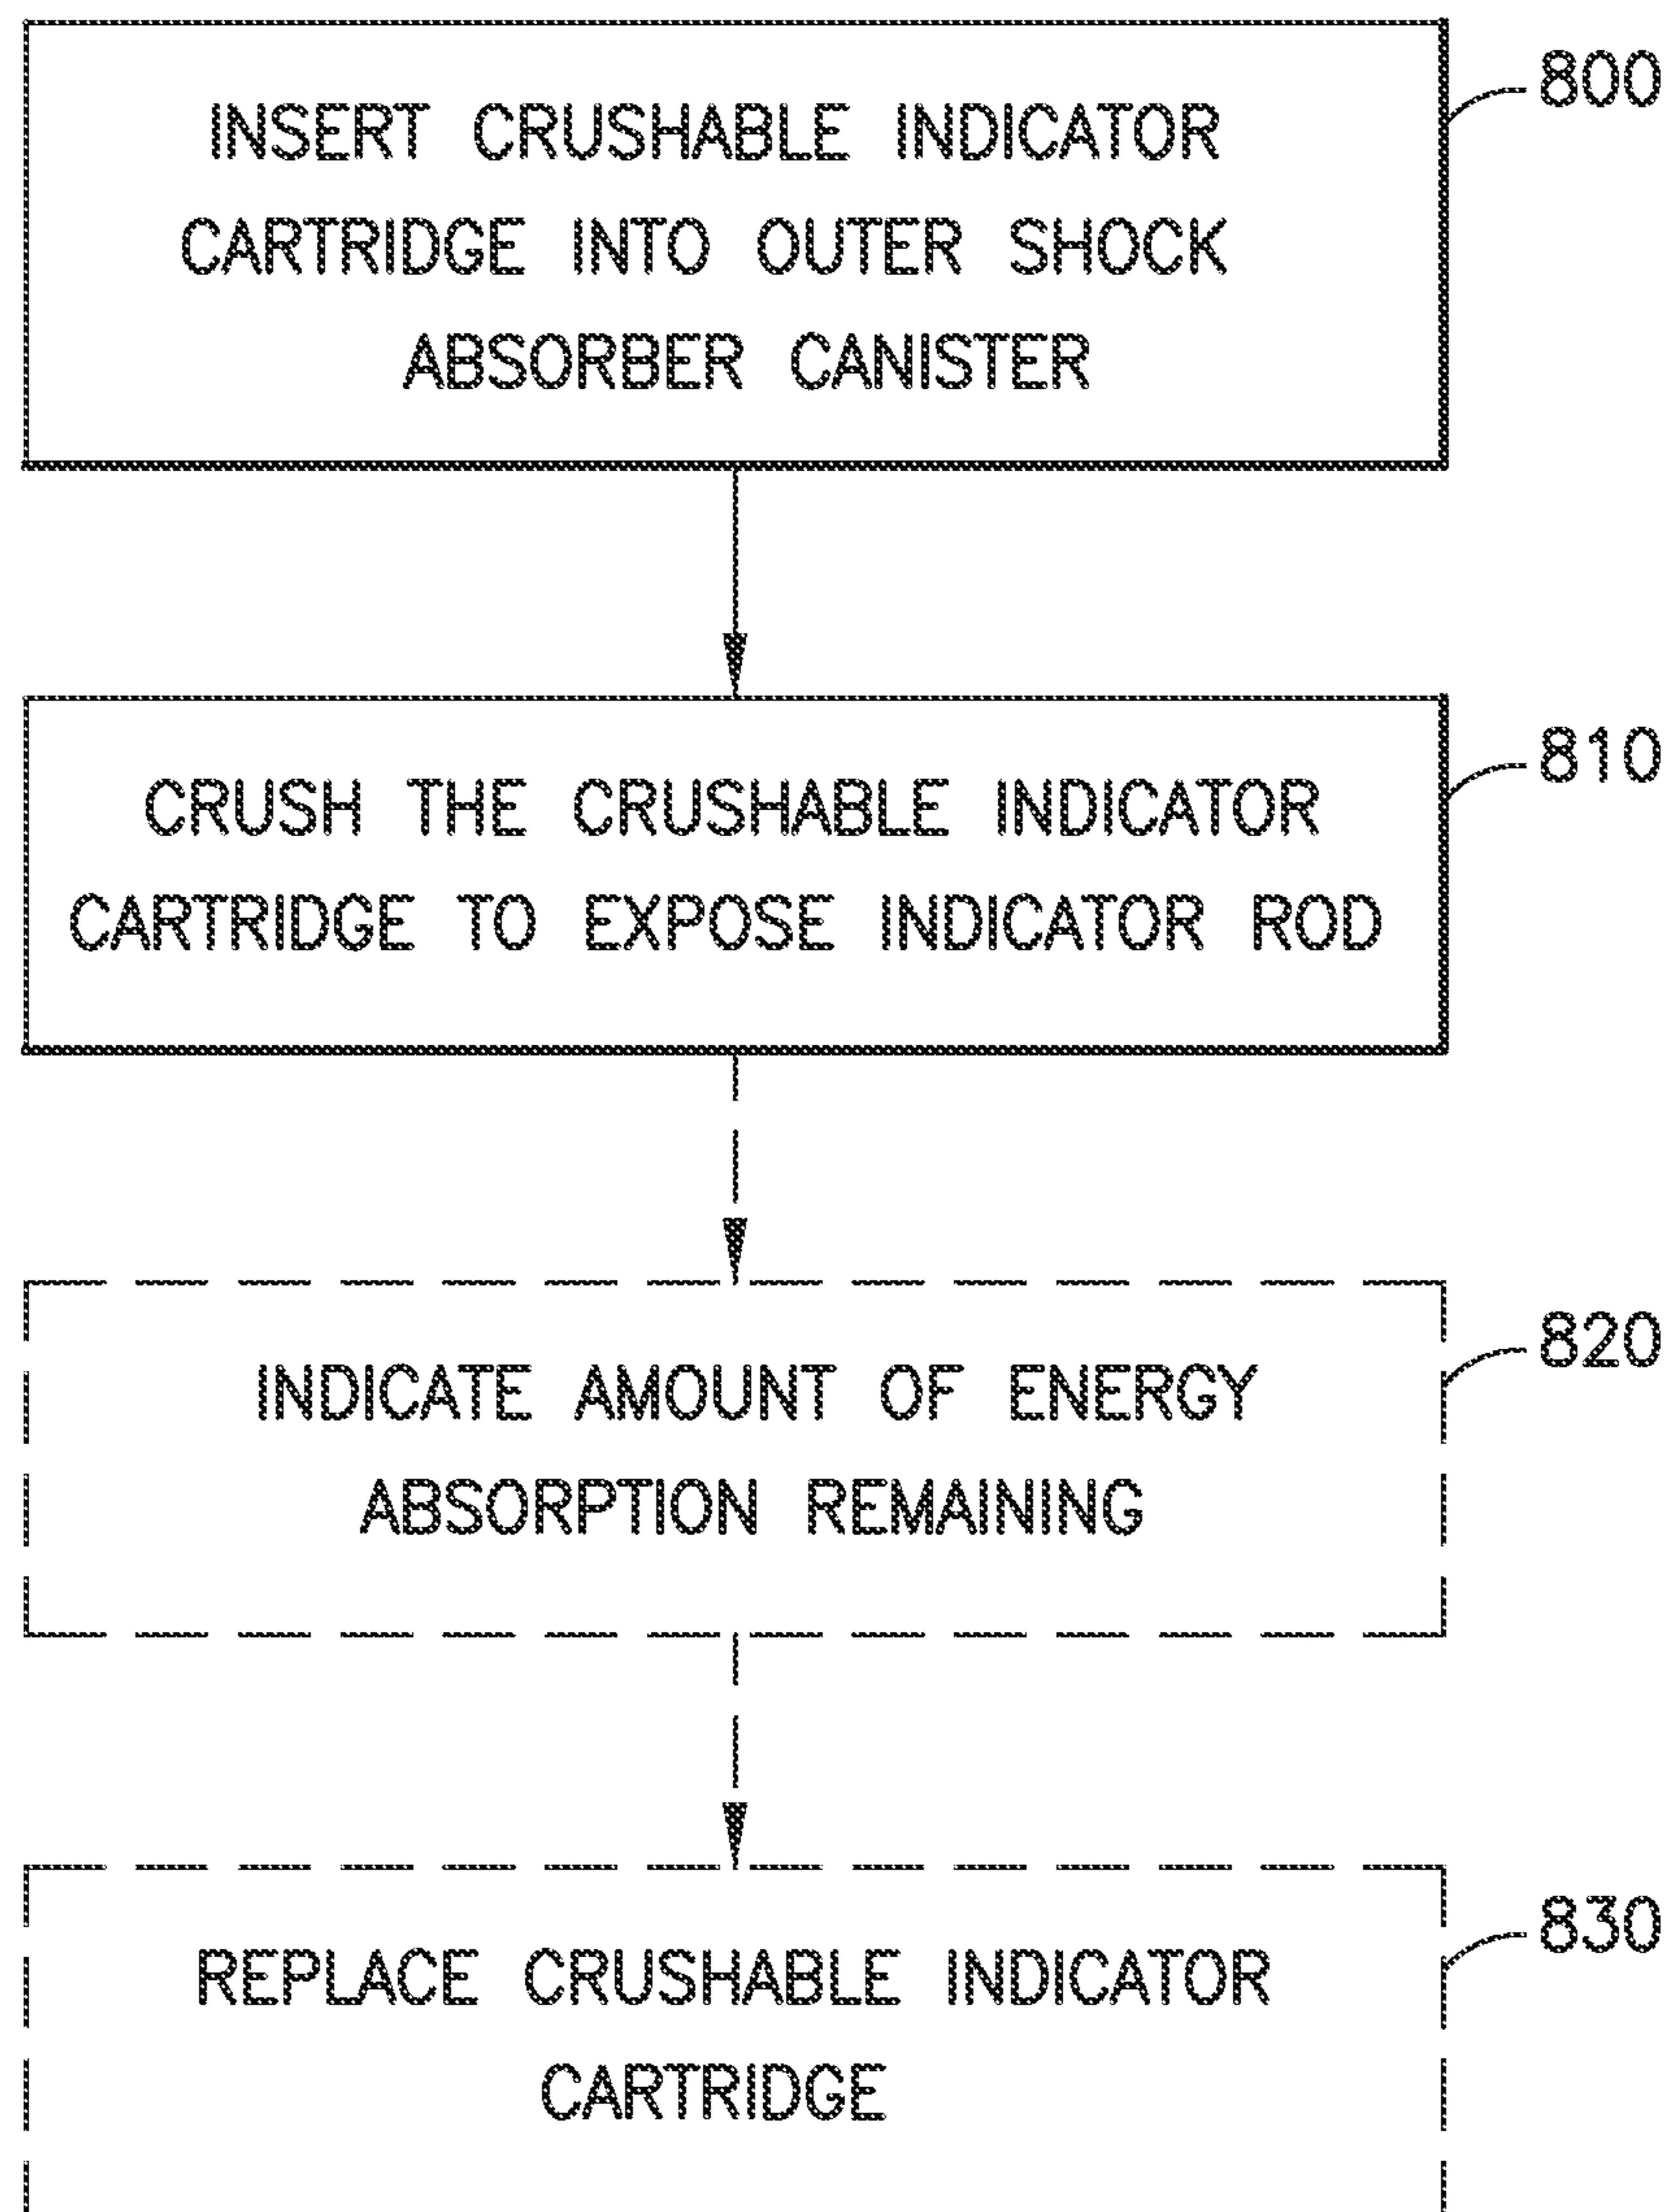 INSERT CRUSHABLE INDICATOR
CARTRIDGE INTO OUTER SHOCK
ABSORBER CANISTER
800
CRUSH THE CRUSHABLE INDICATOR
CARTRIDGE TO EXPOSE INDICATOR ROD
810
INDICATE AMOUNT OF ENERGY
ABSORPTION REMAINING
820
REPLACE CRUSHABLE INDICATOR
CARTRIDGE
830